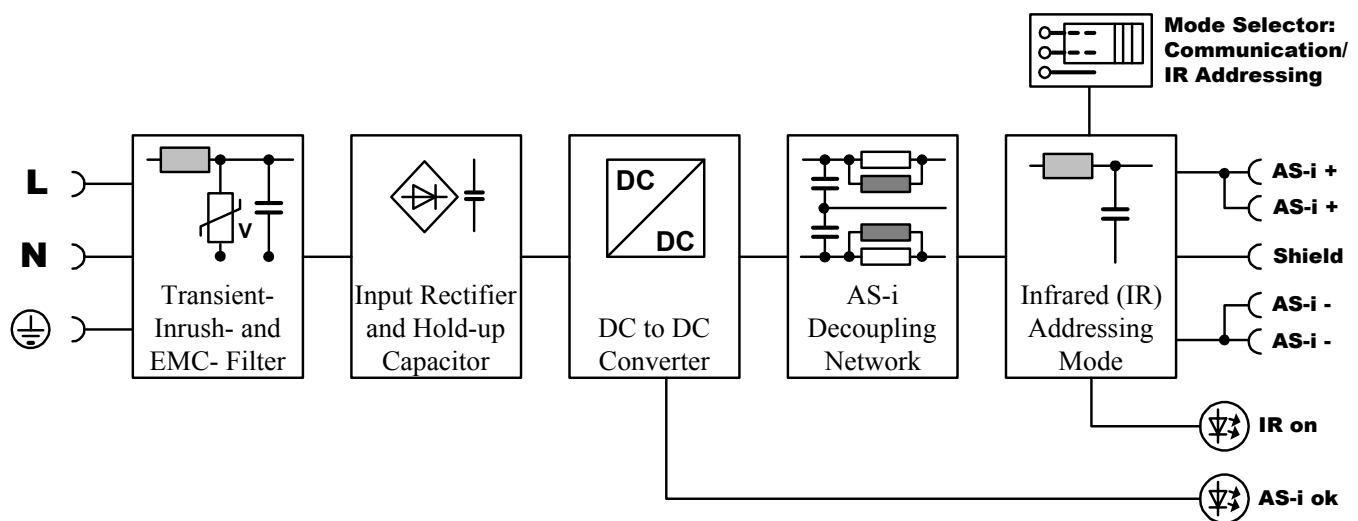 Mode Selector:
Communication/
IR Addressing
L
N
V
Transient-
Inrush- and
EMC- Filter
Input Rectifier
and Hold-up
Capacitor
DC
DC
DC to DC
Converter
AS-i
Decoupling
Network
Infrared (IR)
Addressing
Mode
AS-i +
AS-i +
Shield
AS-i -
AS-i -
IR on
AS-i ok